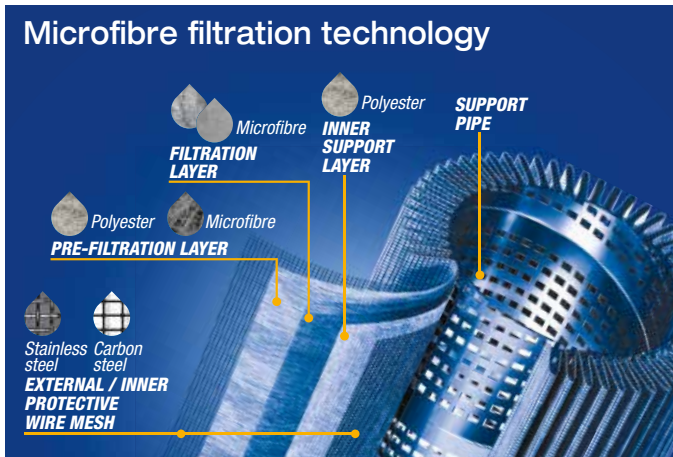 Microfibre filtration technology
Microfibre
FILTRATION
LAYER
Polyester
INNER
SUPPORT
LAYER
SUPPORT
PIPE
Polyester
Microfibre
PRE-FILTRATION LAYER
Stainless
steel
Carbon
steel
EXTERNAL / INNER
PROTECTIVE
WIRE MESH